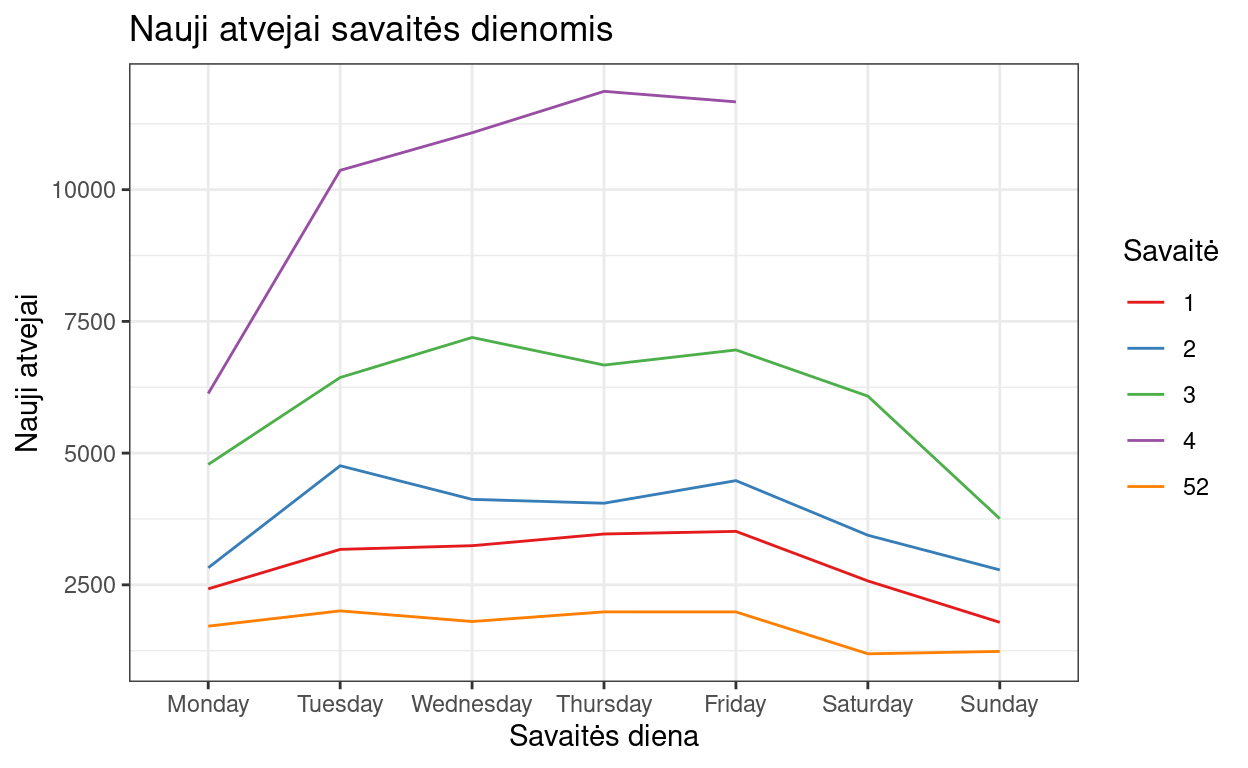 Nauji atvejai savaitės dienomis
Nauji atvejai
10000
7500
5000
2500
Monday Tuesday Wednesday Thursday Friday Saturday Sunday
Savaitės diena
Savaitė
1
2
3
4
52